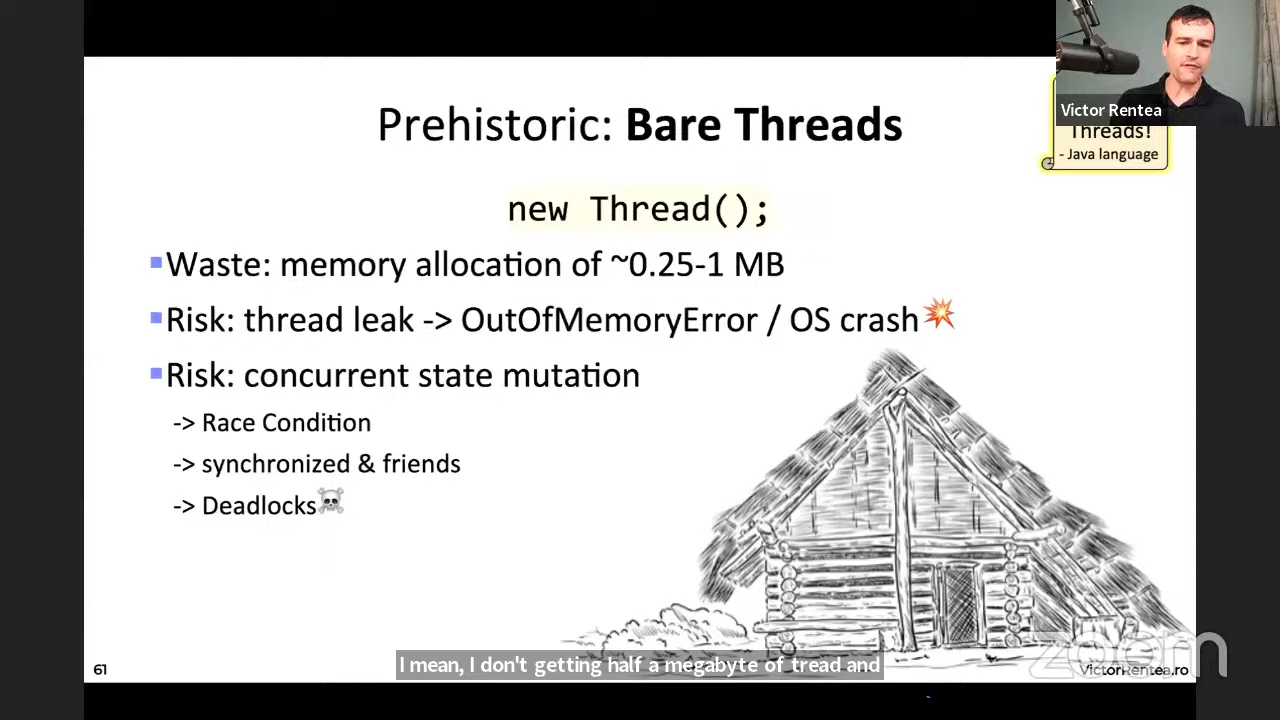 Prehistoric: Bare Threads
Victor Rentea
Threads!
- Java language
new Thread();
Waste: memory allocation of ~0.25-1 MB
Risk: thread leak -> OutOfMemoryError / OS crash
Risk: concurrent state mutation
-> Race Condition
-> synchronized & friends
-> Deadlocks
I mean, I don't getting half a megabyte of tread and
zoom
61
VictorRentea.ro